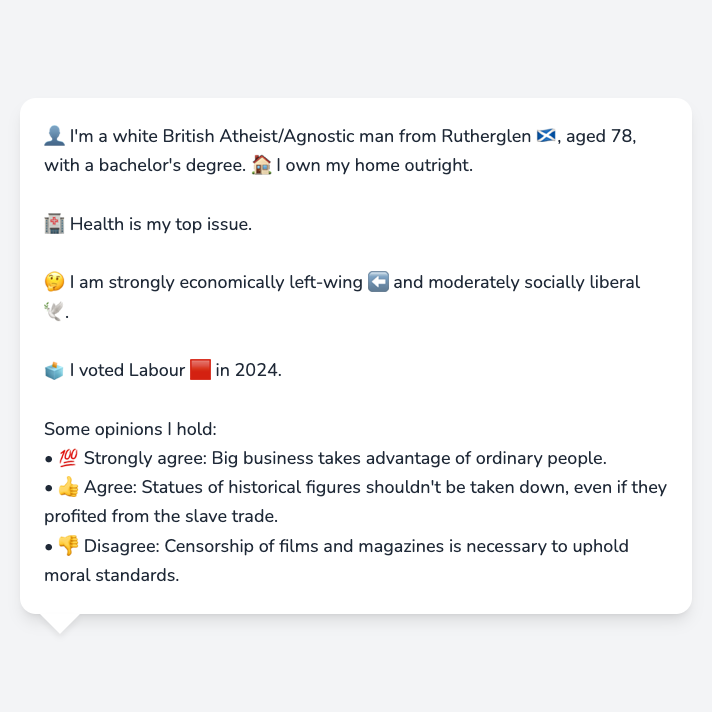 👤 I'm a white British Atheist/Agnostic man from Rutherglen 🏴󠁧󠁢󠁳󠁣󠁴󠁿, aged 78,
with a bachelor's degree. 🏠 I own my home outright.
🏥 Health is my top issue.
🤔 I am strongly economically left-wing ⬅️ and moderately socially liberal
🕊️.
🗳️ I voted Labour 🟥 in 2024.
Some opinions I hold:
• 💯 Strongly agree: Big business takes advantage of ordinary people.
• 👍 Agree: Statues of historical figures shouldn't be taken down, even if they
profited from the slave trade.
• 👎 Disagree: Censorship of films and magazines is necessary to uphold
moral standards.